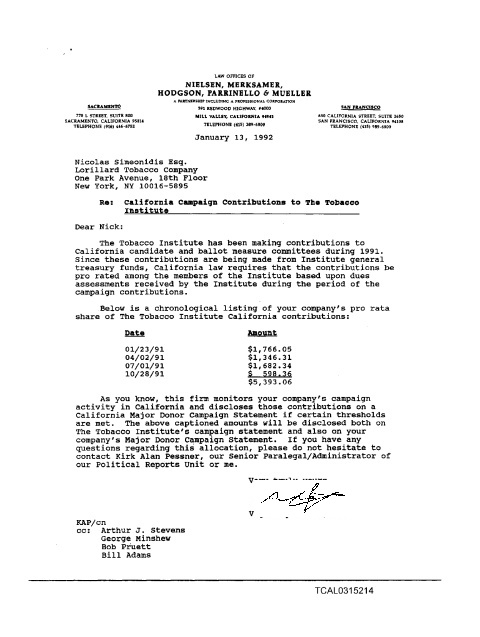 LAW OFFICES OF
NIELSEN, MERKSAMER,
HODGSON, PARRINELLO & MUELLER
A PARTNERSHIP INCLUDING A PROFESSIONAL CORPORATION
591 REDWOOD HIGHWAY, #4000
MILL VALLEY, CALIFORNIA 94941
TELEPHONE (415) 389-6800
SACRAMENTO
770 L STREET, SUITE 800
SACRAMENTO, CALIFORNIA 95814
TELEPHONE (916) 446-6752
SAN FRANCISCO
650 CALIFORNIA STREET, SUITE 2650
SAN FRANCISCO, CALIFORNIA 94108
TELEPHONE (415) 989-6800
January 13, 1992
Nicolas Simeonidis Esq.
Lorillard Tobacco Company
One Park Avenue, 18th Floor
New York, NY 10016-5895
Re: California Campaign Contributions to The Tobacco
Institute
Dear Nick:
The Tobacco Institute has been making contributions to
California candidate and ballot measure committees during 1991.
Since these contributions are being made from Institute general
treasury funds, California law requires that the contributions be
pro rated among the members of the Institute based upon dues
assessments received by the Institute during the period of the
campaign contributions.
Below is a chronological listing of your company's pro rata
share of The Tobacco Institute California contributions:
Date Amount
01/23/91 $1,766.05
04/02/91 $1,346.31
07/01/91 $1,682.34
10/28/91 $ 598.36
$5,393.06
As you know, this firm monitors your company's campaign
activity in California and discloses those contributions on a
California Major Donor Campaign Statement if certain thresholds
are met. The above captioned amounts will be disclosed both on
The Tobacco Institute's campaign statement and also on your
company's Major Donor Campaign Statement. If you have any
questions regarding this allocation, please do not hesitate to
contact Kirk Alan Pessner, our Senior Paralegal/Administrator of
our Political Reports Unit or me.
KAP/cn
cc: Arthur J. Stevens
George Minshew
Bob Pruett
Bill Adams
TCAL0315214